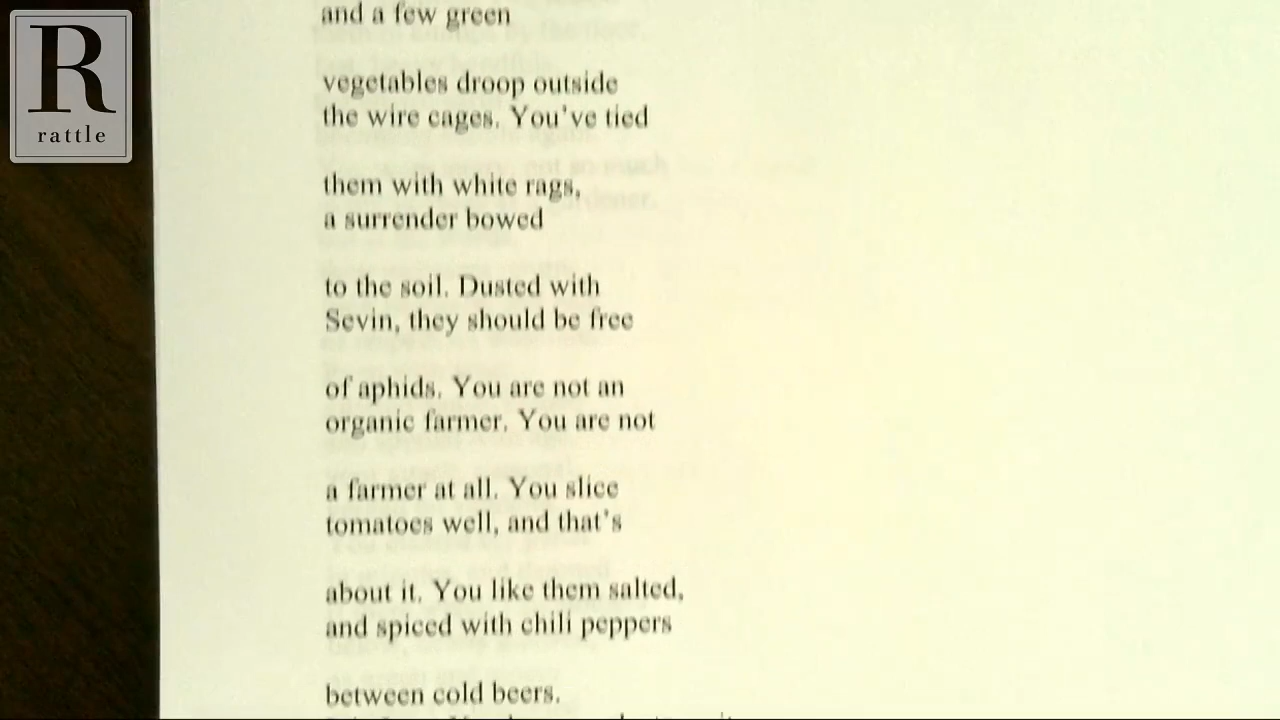 R
rattle
and a few green
vegetables droop outside
the wire cages. You've tied
them with white rags,
a surrender bowed
to the soil. Dusted with
Sevin, they should be free
of aphids. You are not an
organic farmer. You are not
a farmer at all. You slice
tomatoes well, and that's
about it. You like them salted,
and spiced with chili peppers
between cold beers.